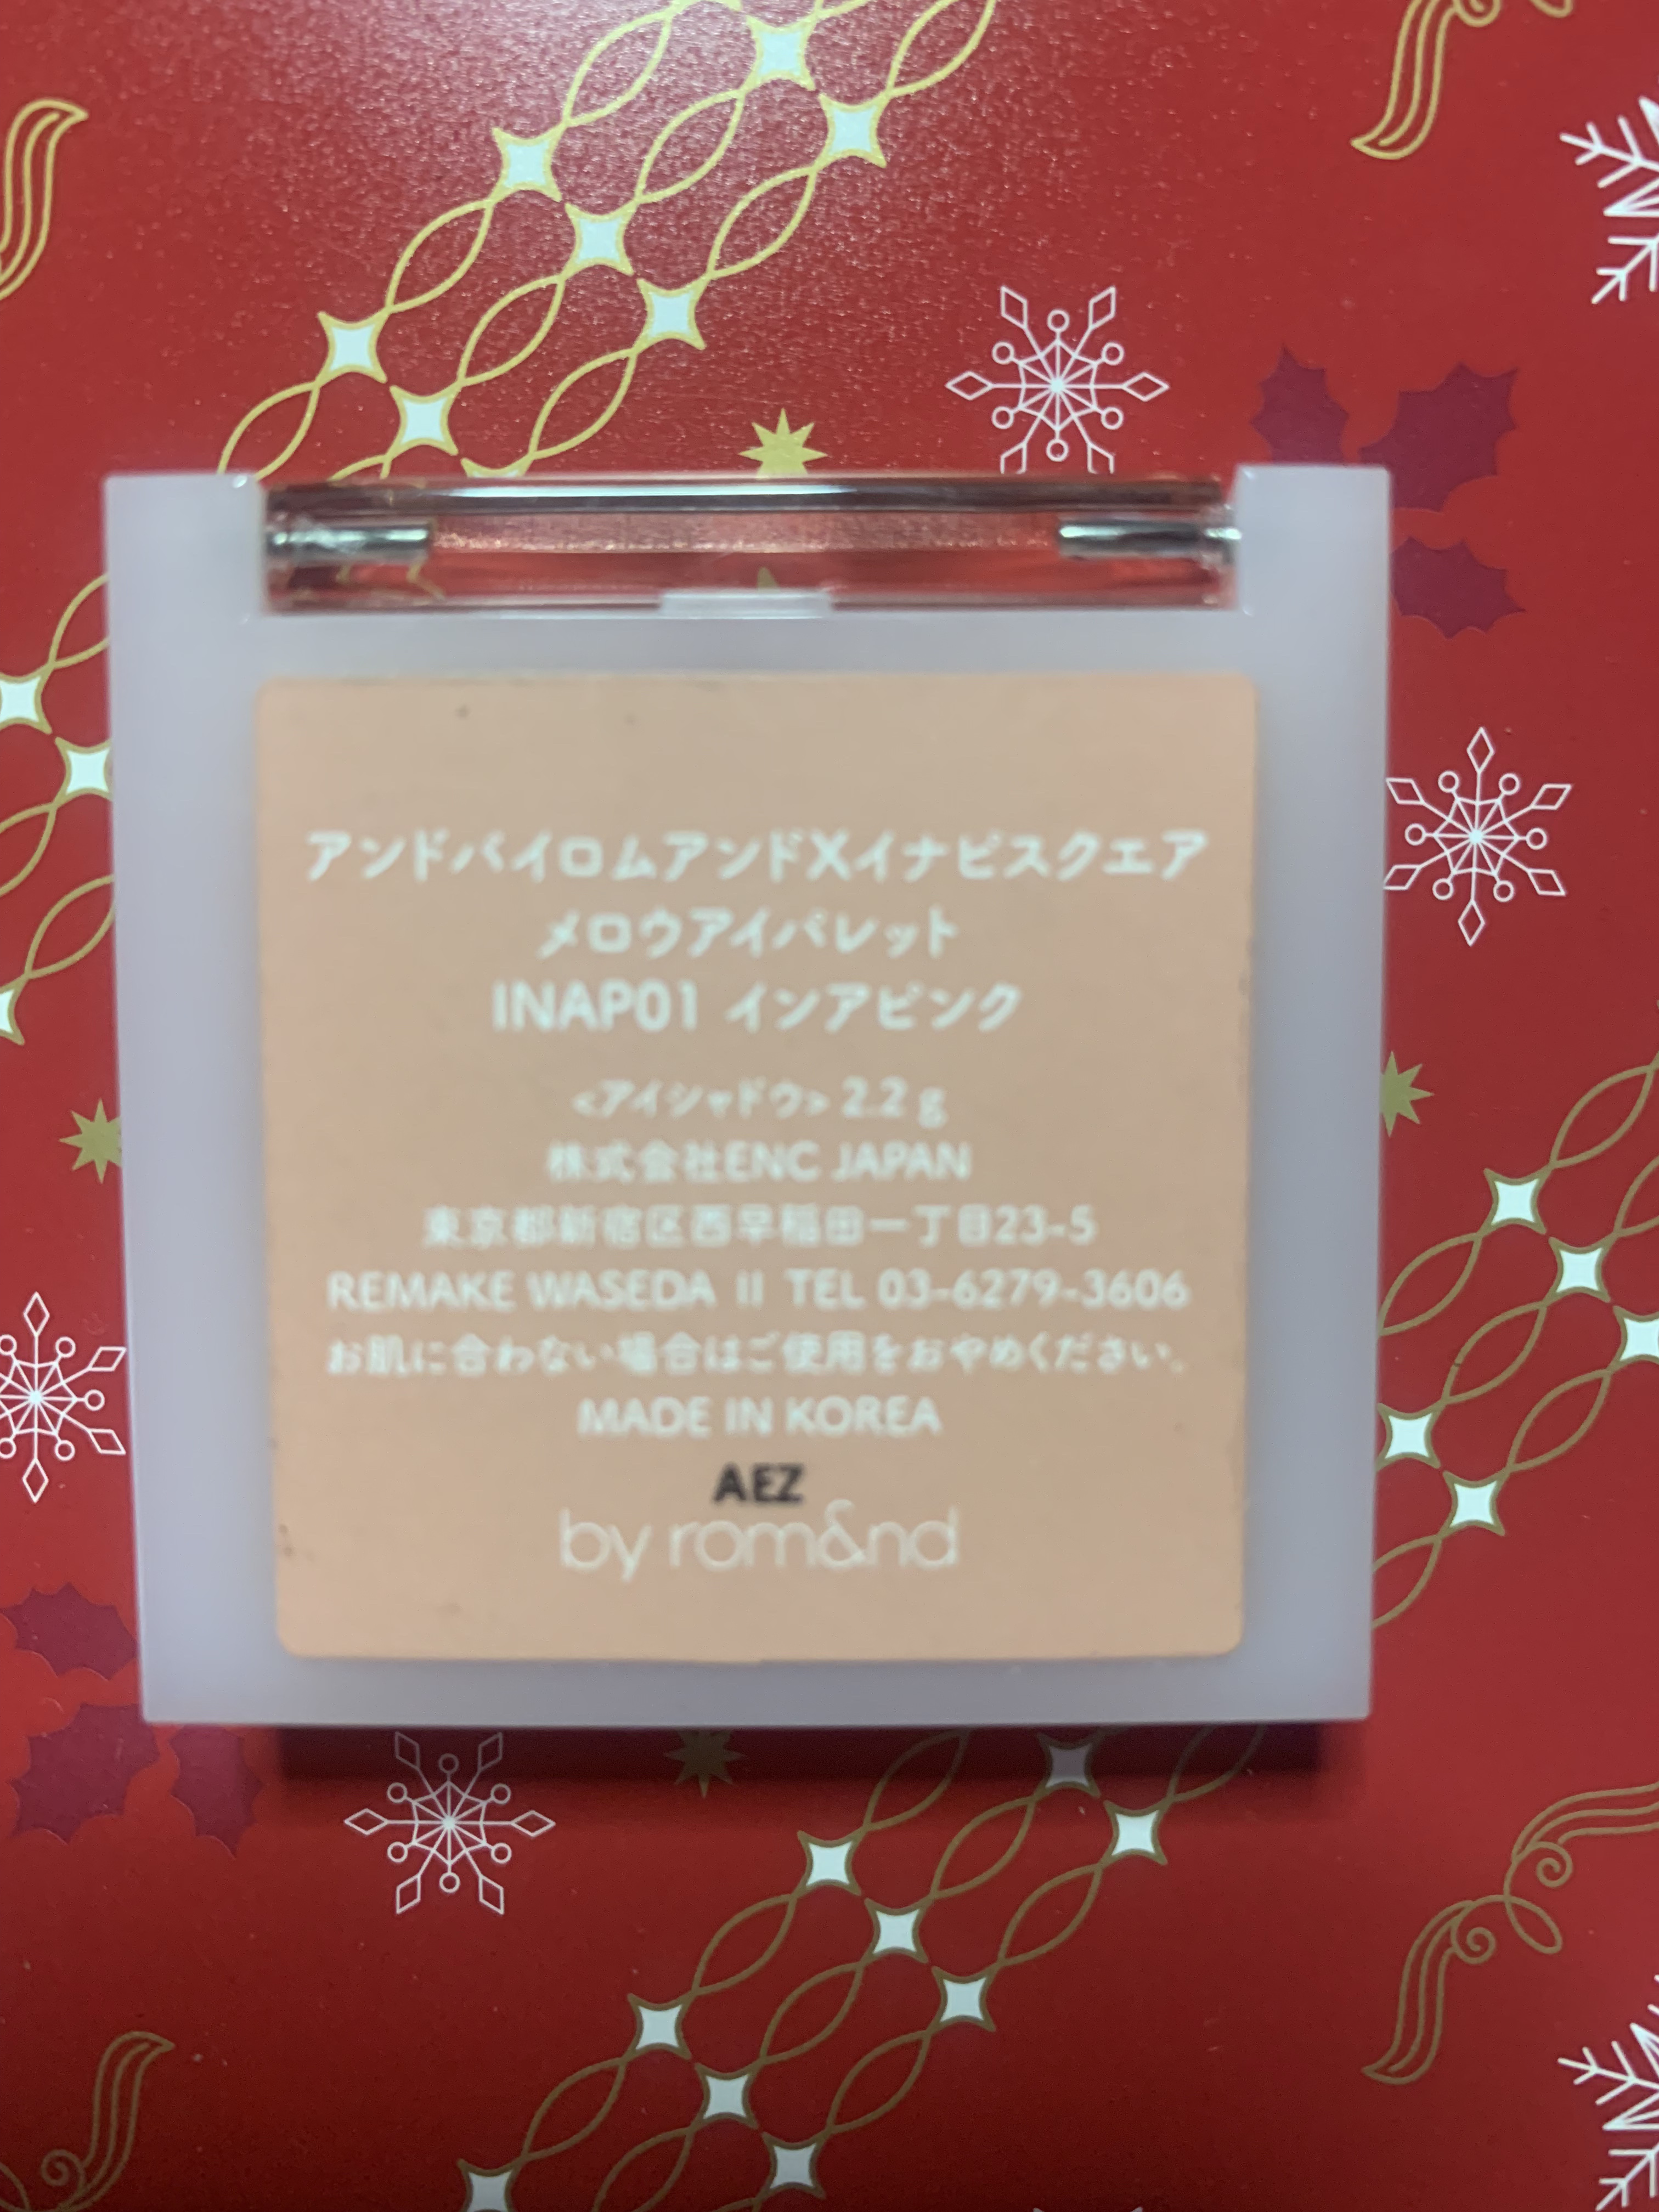 アンドバイロムアンドXイナピスクエア
メロウアイパレット
INAP01 インアピンク
<アイシャドウ> 2.2 g
株式会社ENC JAPAN
東京都新宿区西早稲田一丁目23-5
REMAKE WASEDA II TEL 03-6279-3606
お肌に合わない場合はご使用をおやめください。
MADE IN KOREA
AEZ
by rom&nd